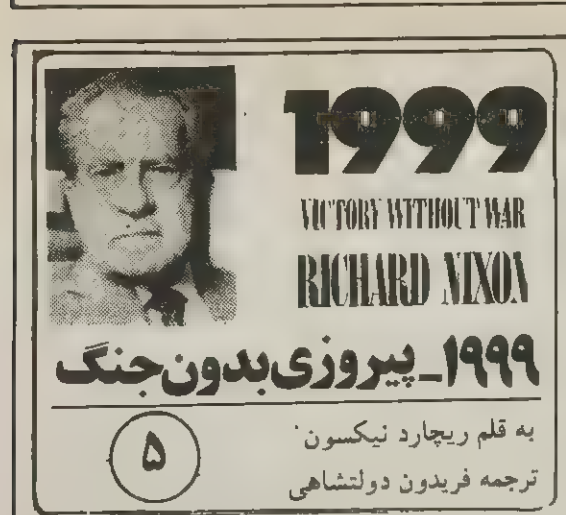 1999
VICTORY WITHOUT WAR
RICHARD NIXON
۱۹۹۹_پیروزی بدون جنگ
به قلم ریچارد نیکسون
ترجمه فریدون دولتشاهی
۵